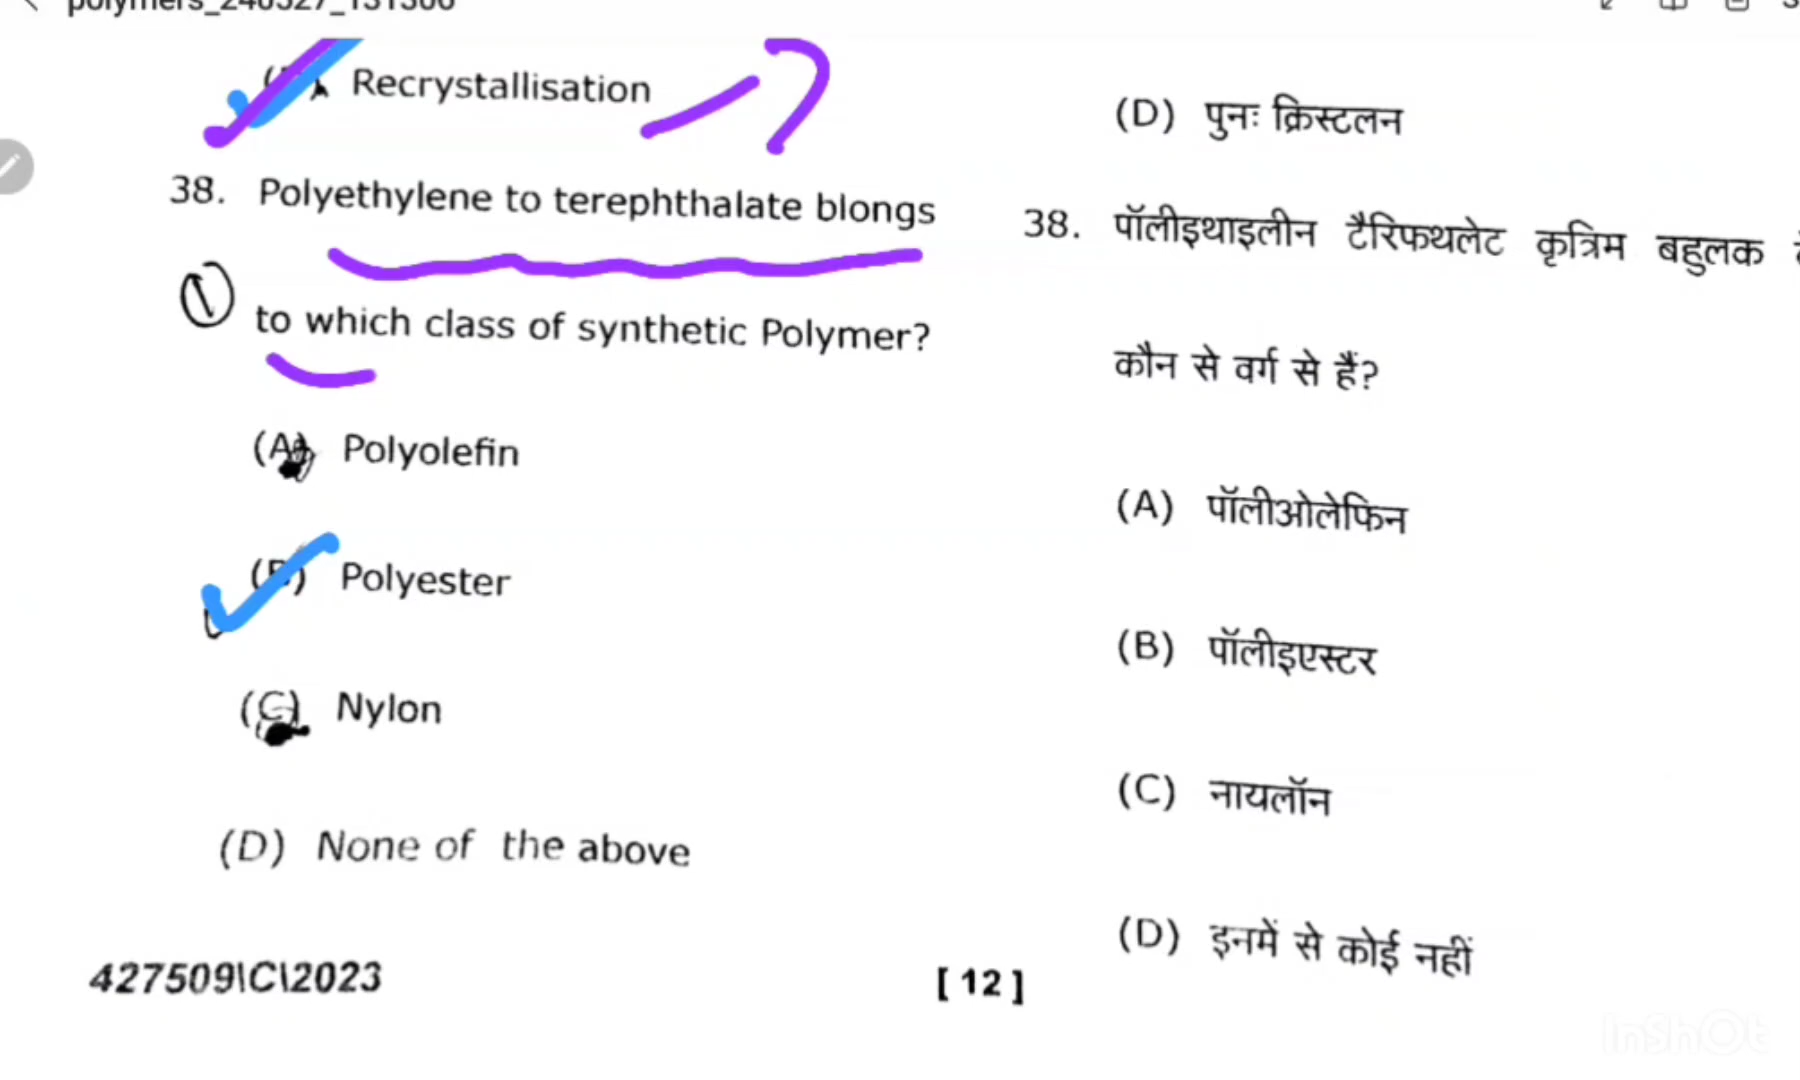 Recrystallisation
38. Polyethylene to terephthalate blongs
to which class of synthetic Polymer?
(A) Polyolefin
(B) Polyester
(C) Nylon
(D) None of the above
427509\C\2023
[ 12 ]
(D) पुनः क्रिस्टलन
38. पॉलीइथाइलीन टैरिफथलेट कृत्रिम बहुलक
कौन से वर्ग से हैं?
(A) पॉलीओलेफिन
(B) पॉलीइएस्टर
(C) नायलॉन
(D) इनमें से कोई नहीं
InShOt